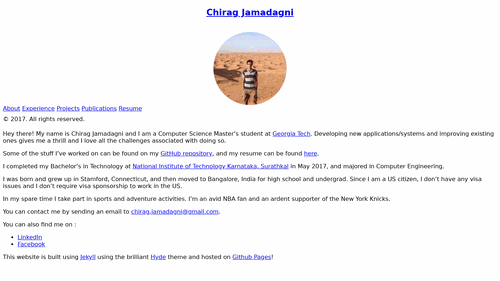 Chirag Jamadagni
About Experience Projects Publications Resume
© 2017. All rights reserved.
Hey there! My name is Chirag Jamadagni and I am a Computer Science Master's student at Georgia Tech. Developing new applications/systems and improving existing
ones gives me a thrill and I love all the challenges associated with doing so.
Some of the stuff I've worked on can be found on my GitHub repository, and my resume can be found here.
I completed my Bachelor's in Technology at National Institute of Technology Karnataka, Surathkal in May 2017, and majored in Computer Engineering.
I was born and grew up in Stamford, Connecticut, and then moved to Bangalore, India for high school and undergrad. Since I am a US citizen, I don't have any visa
issues and I don't require visa sponsorship to work in the US.
In my spare time I take part in sports and adventure activities. I'm an avid NBA fan and an ardent supporter of the New York Knicks.
You can contact me by sending an email to chirag.jamadagni@gmail.com.
You can also find me on :
LinkedIn
Facebook
This website is built using Jekyll using the brilliant Hyde theme and hosted on Github Pages!